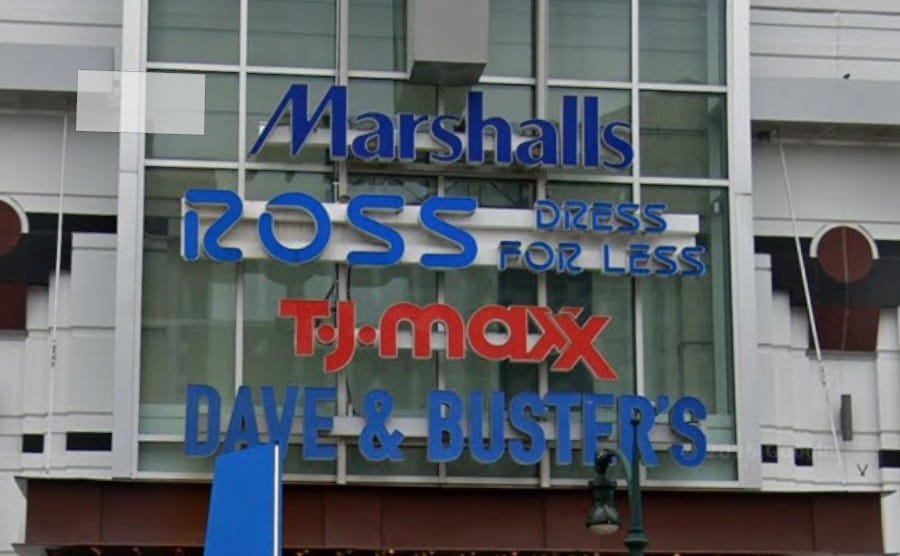 Marshalls
ROSS DRESS FOR LESS
T·J·maxx
DAVE & BUSTER'S